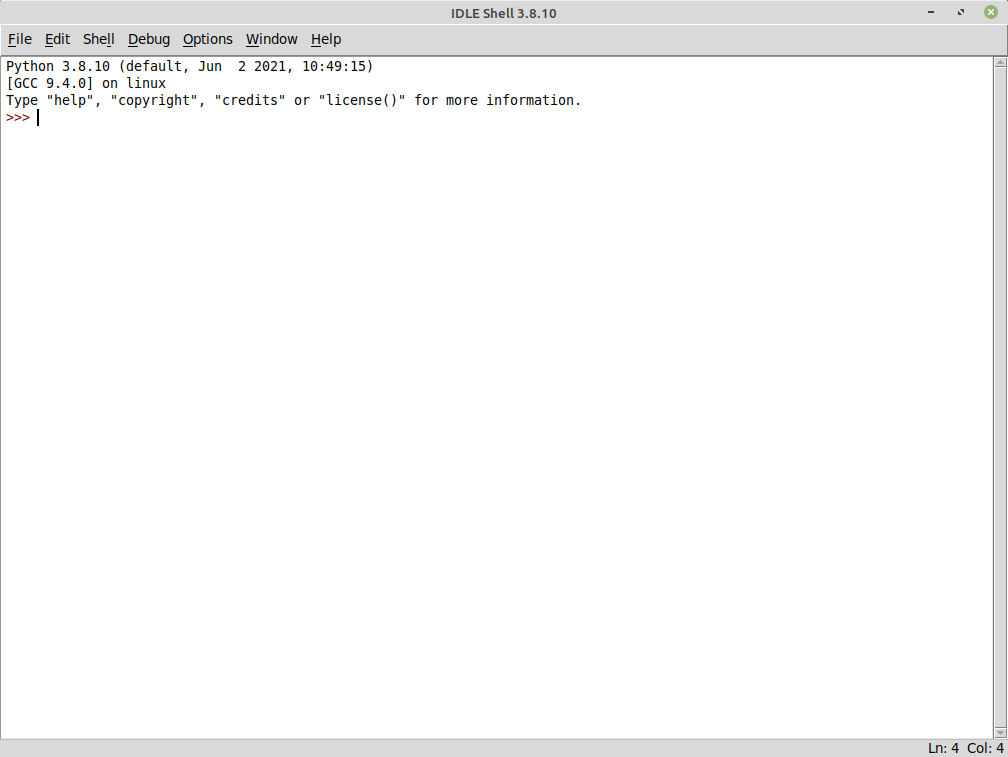 IDLE Shell 3.8.10
File Edit Shell Debug Options Window Help
Python 3.8.10 (default, Jun  2 2021, 10:49:15)
[GCC 9.4.0] on linux
Type "help", "copyright", "credits" or "license()" for more information.
>>>
Ln: 4 Col: 4